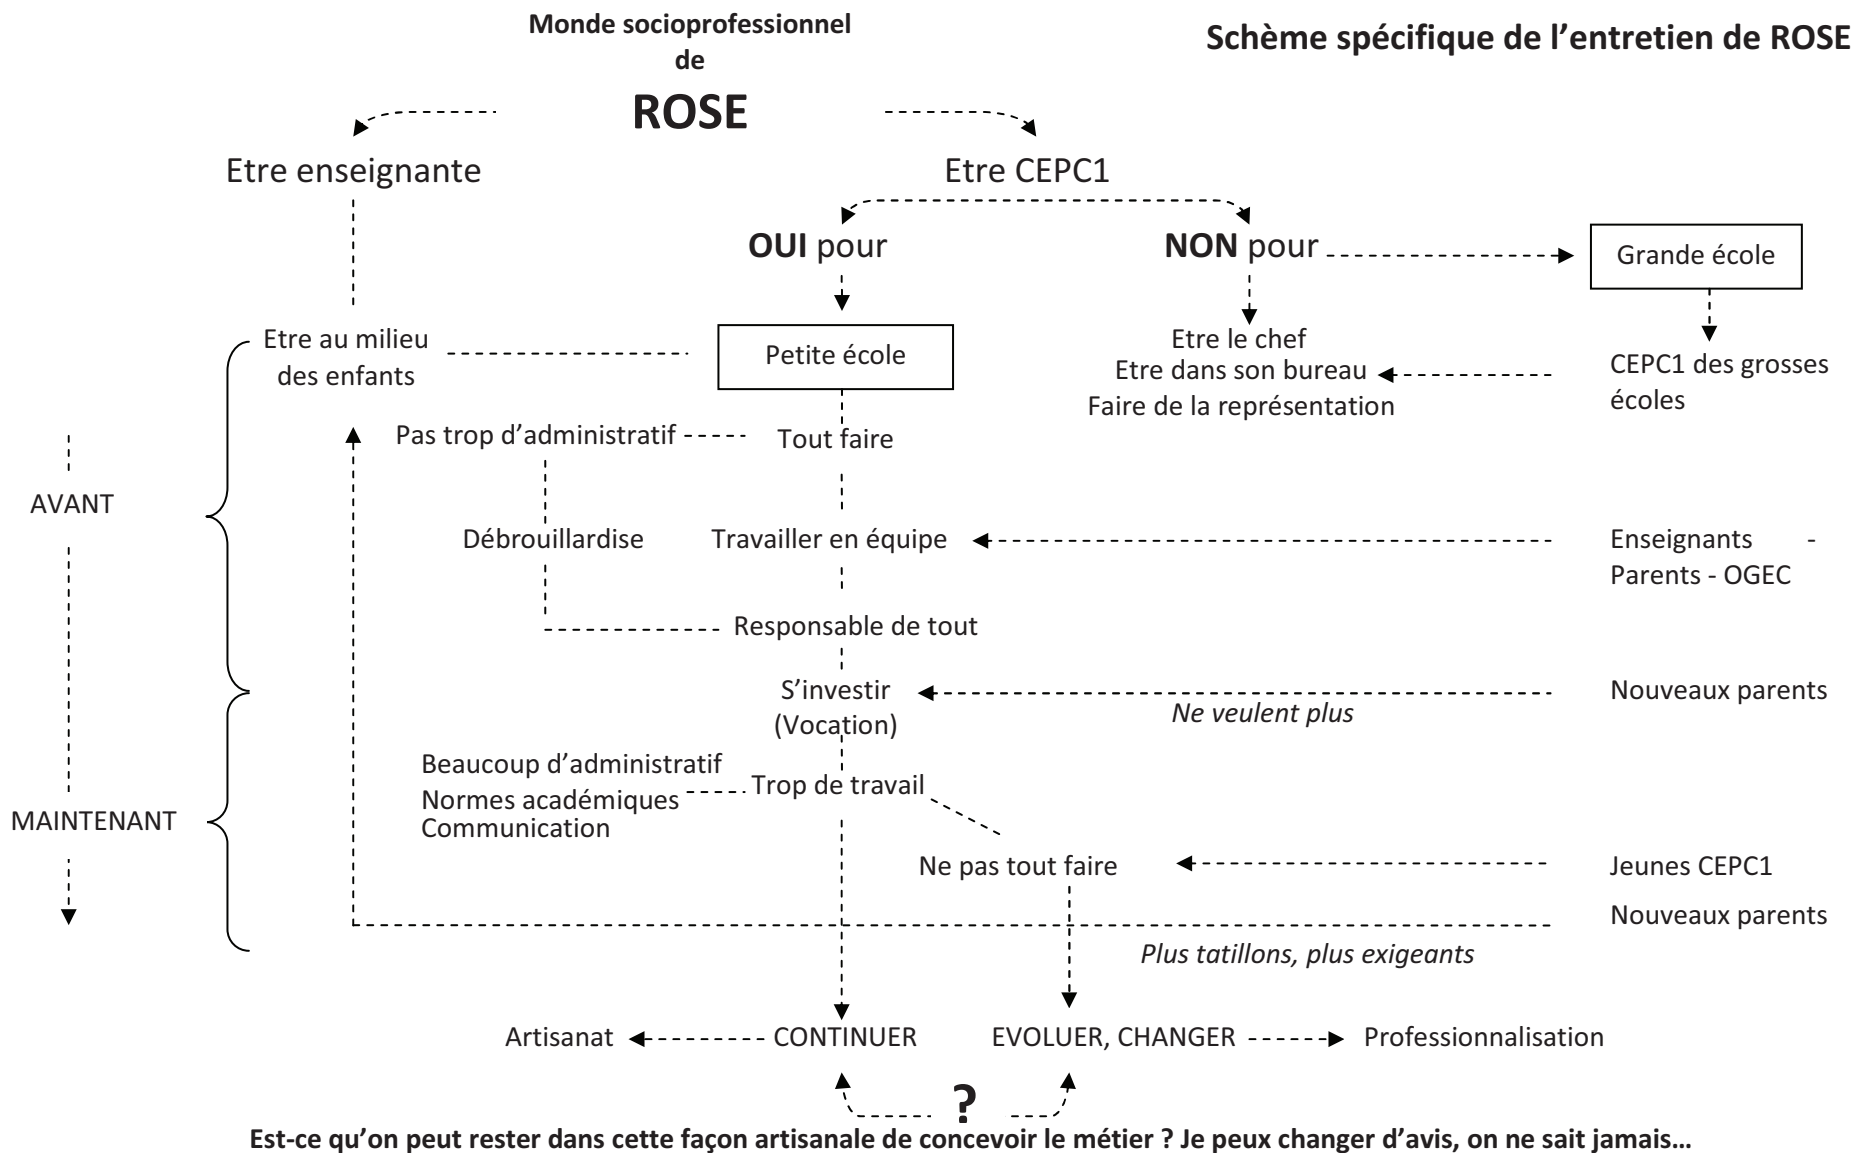 Monde socioprofessionnel
de
ROSE
Schème spécifique de l’entretien de ROSE
Etre enseignante
Etre CEPC1
OUI pour
NON pour
Grande école
Etre au milieu
des enfants
Petite école
Etre le chef
Etre dans son bureau
Faire de la représentation
CEPC1 des grosses
écoles
Pas trop d’administratif
Tout faire
AVANT
Débrouillardise
Travailler en équipe
Enseignants -
Parents - OGEC
Responsable de tout
S’investir
(Vocation)
Ne veulent plus
Nouveaux parents
Beaucoup d’administratif
Normes académiques
Communication
Trop de travail
MAINTENANT
Ne pas tout faire
Jeunes CEPC1
Nouveaux parents
Plus tatillons, plus exigeants
Artisanat
CONTINUER
EVOLUER, CHANGER
Professionnalisation
?
Est-ce qu’on peut rester dans cette façon artisanale de concevoir le métier ? Je peux changer d’avis, on ne sait jamais…